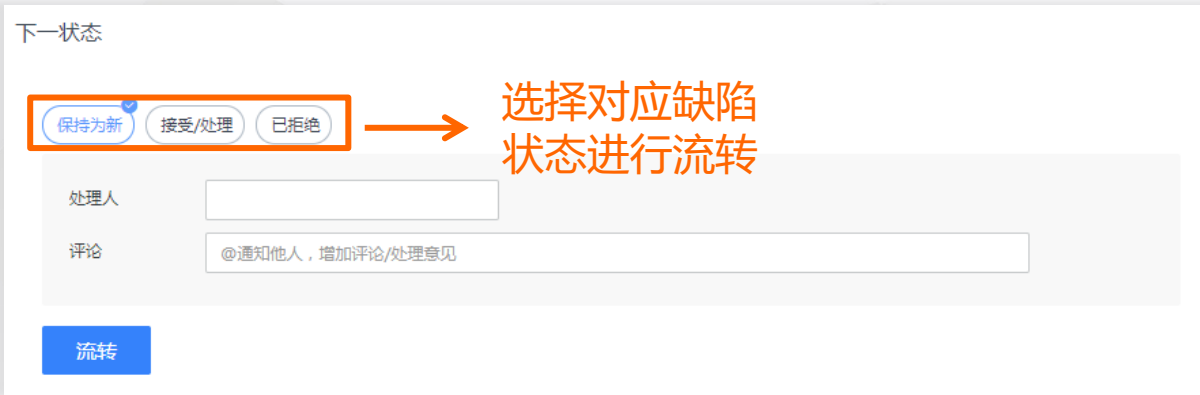 下一状态
保持为新 接受/处理 已拒绝
选择对应缺陷
状态进行流转
处理人
评论 @通知他人，增加评论/处理意见
流转